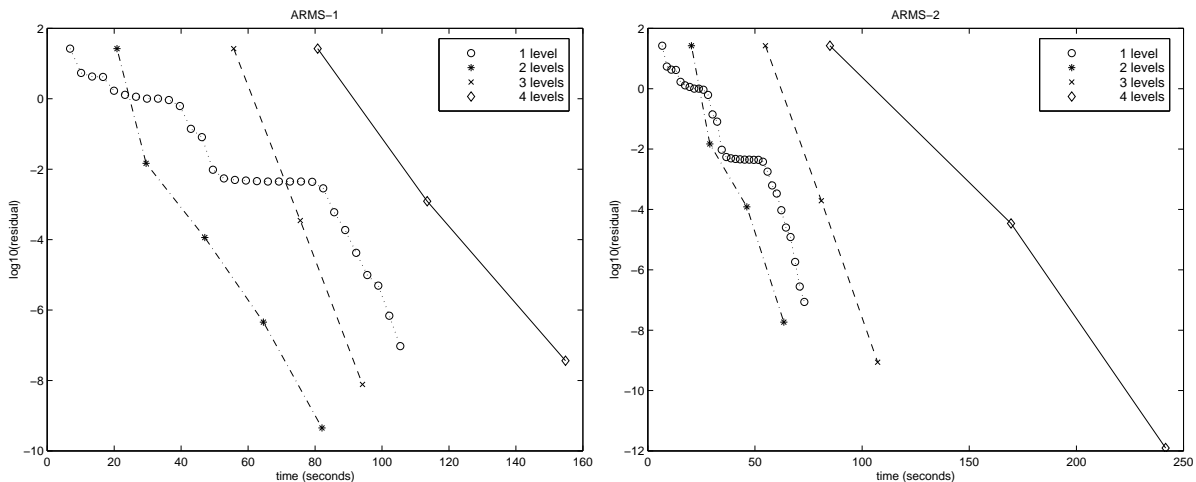 ARMS−1
2
0
−2
−4
−6
−8
−10
log10(residual)
0 20 40 60 80 100 120 140 160
time (seconds)
1 level
2 levels
3 levels
4 levels
ARMS−2
2
0
−2
−4
−6
−8
−10
−12
log10(residual)
0 50 100 150 200 250
time (seconds)
1 level
2 levels
3 levels
4 levels